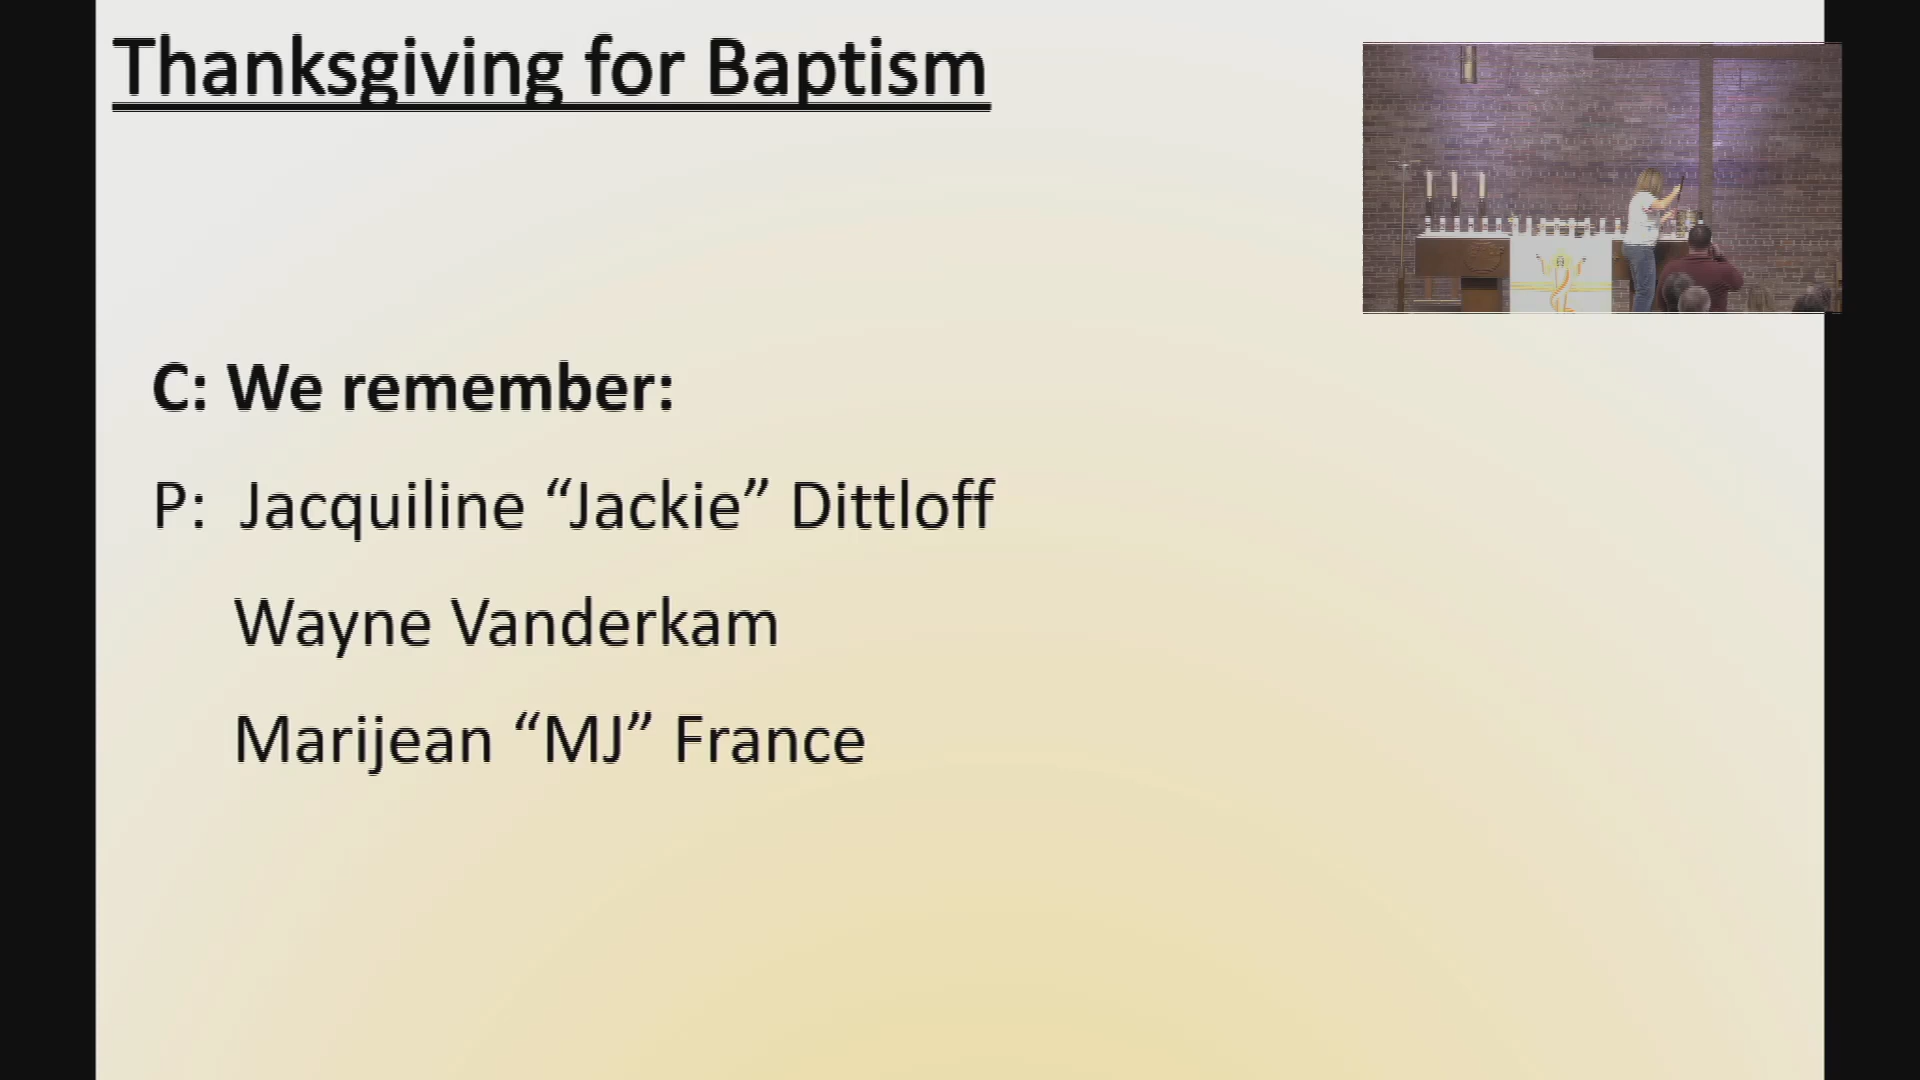 Thanksgiving for Baptism
C: We remember:
P: Jacquiline “Jackie” Dittloff
Wayne Vanderkam
Marijean “MJ” France